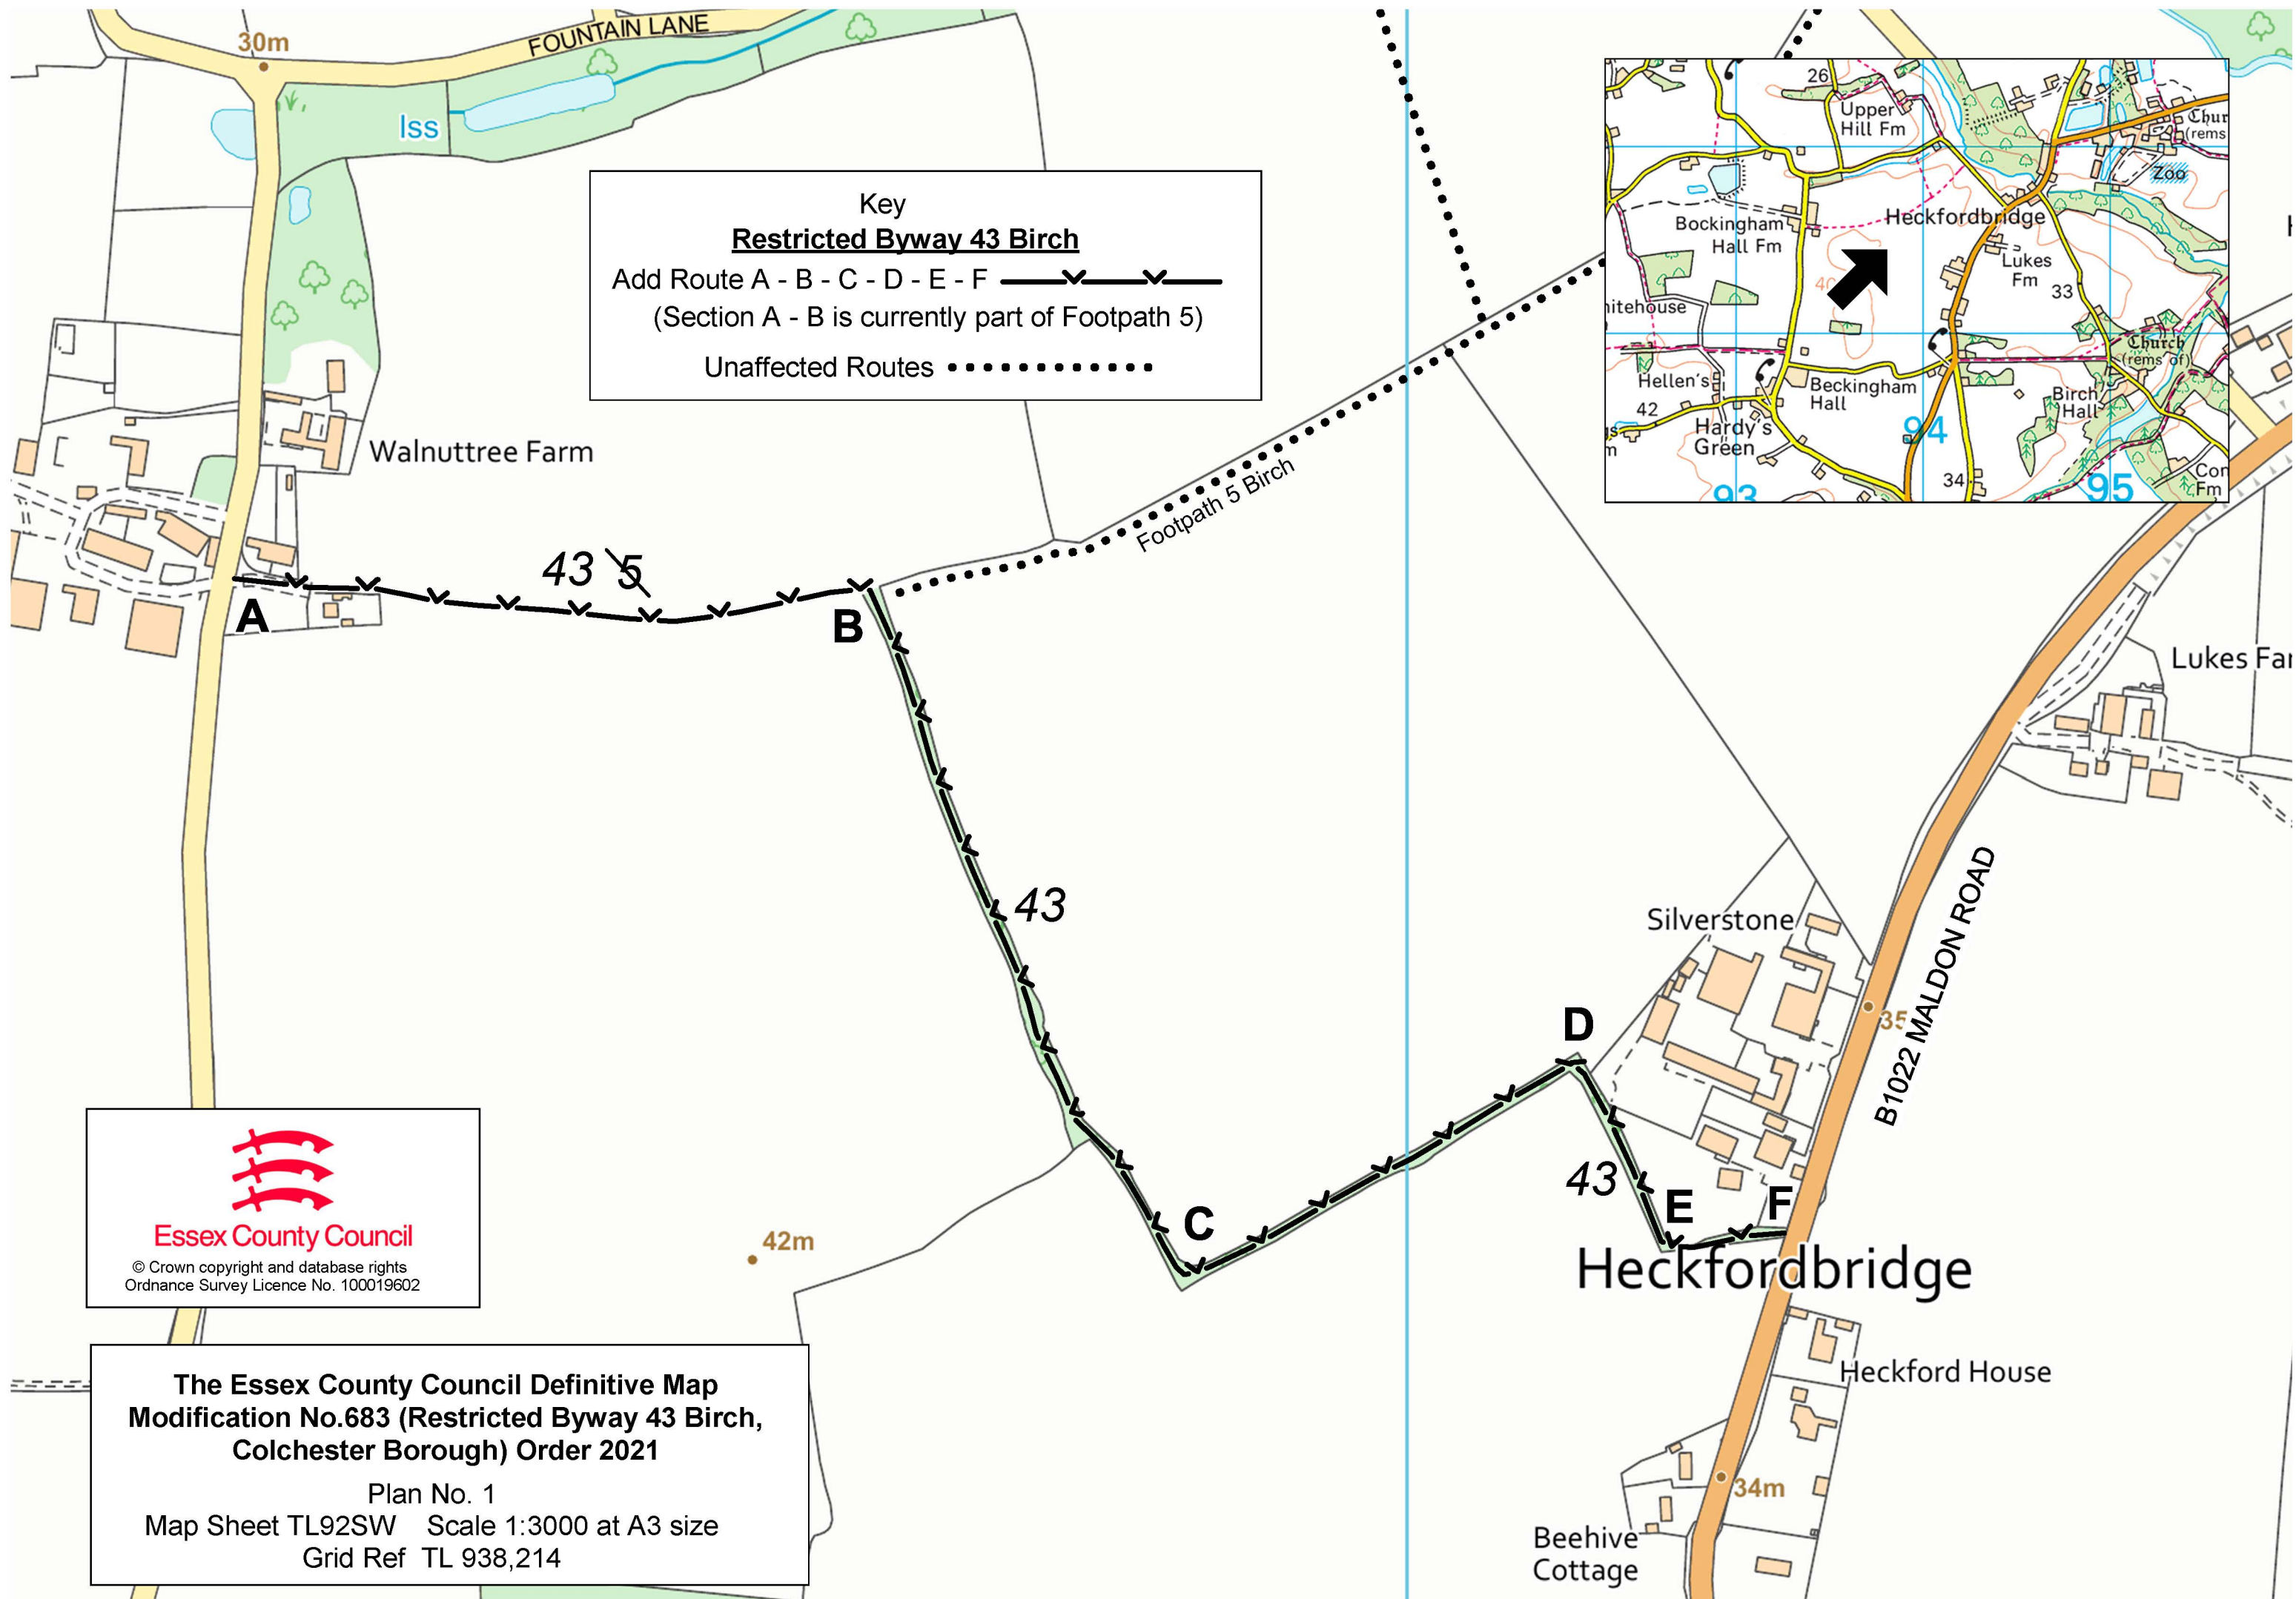 30m
FOUNTAIN LANE
Iss
Key
Restricted Byway 43 Birch
Add Route A - B - C - D - E - F
(Section A - B is currently part of Footpath 5)
Unaffected Routes
26
Upper
Hill Fm
Chur
(rems
Zoo
Bockingham
Hall Fm
Heckfordbridge
Lukes
Fm
33
hitehouse
Church
(rems of)
Hellen's
Beckingham
Hall
Birch
Hall
42
Hardy's
Green
94
34
93
95
Con
Fm
Walnuttree Farm
Footpath 5 Birch
43 5
A
B
Lukes Far
43
Silverstone
B1022 MALDON ROAD
35
D
43
E
F
C
Heckfordbridge
42m
Essex County Council
© Crown copyright and database rights
Ordnance Survey Licence No. 100019602
Heckford House
The Essex County Council Definitive Map
Modification No.683 (Restricted Byway 43 Birch,
Colchester Borough) Order 2021
Plan No. 1
Map Sheet TL92SW Scale 1:3000 at A3 size
Grid Ref TL 938,214
34m
Beehive
Cottage